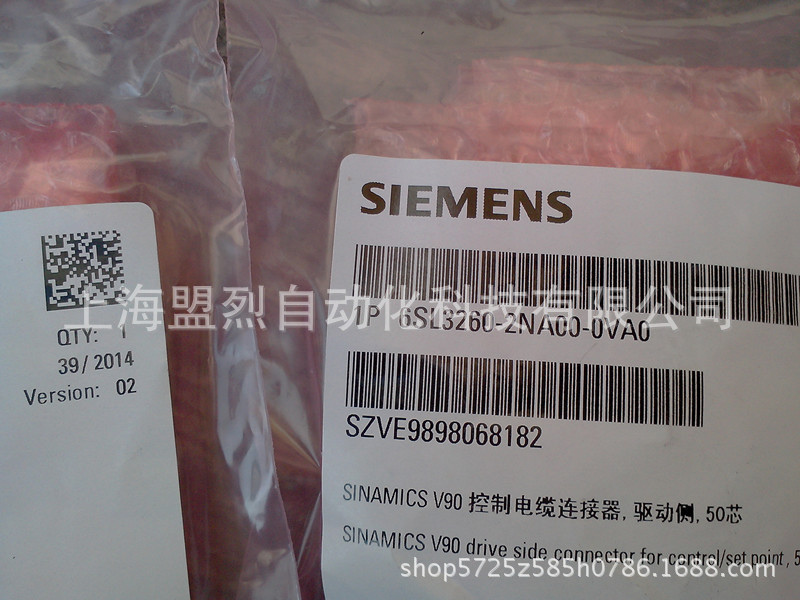 SIEMENS
1P 6SL3260-2NA00-0VA0
SZVE9898068182
SINAMICS V90 控制电缆连接器, 驱动侧, 50芯
SINAMICS V90 drive side connector for control/set point, 5
QTY: 1
39/2014
Version: 02
上海盟烈自动化科技有限公司
shop5725z585h0786.1688.com